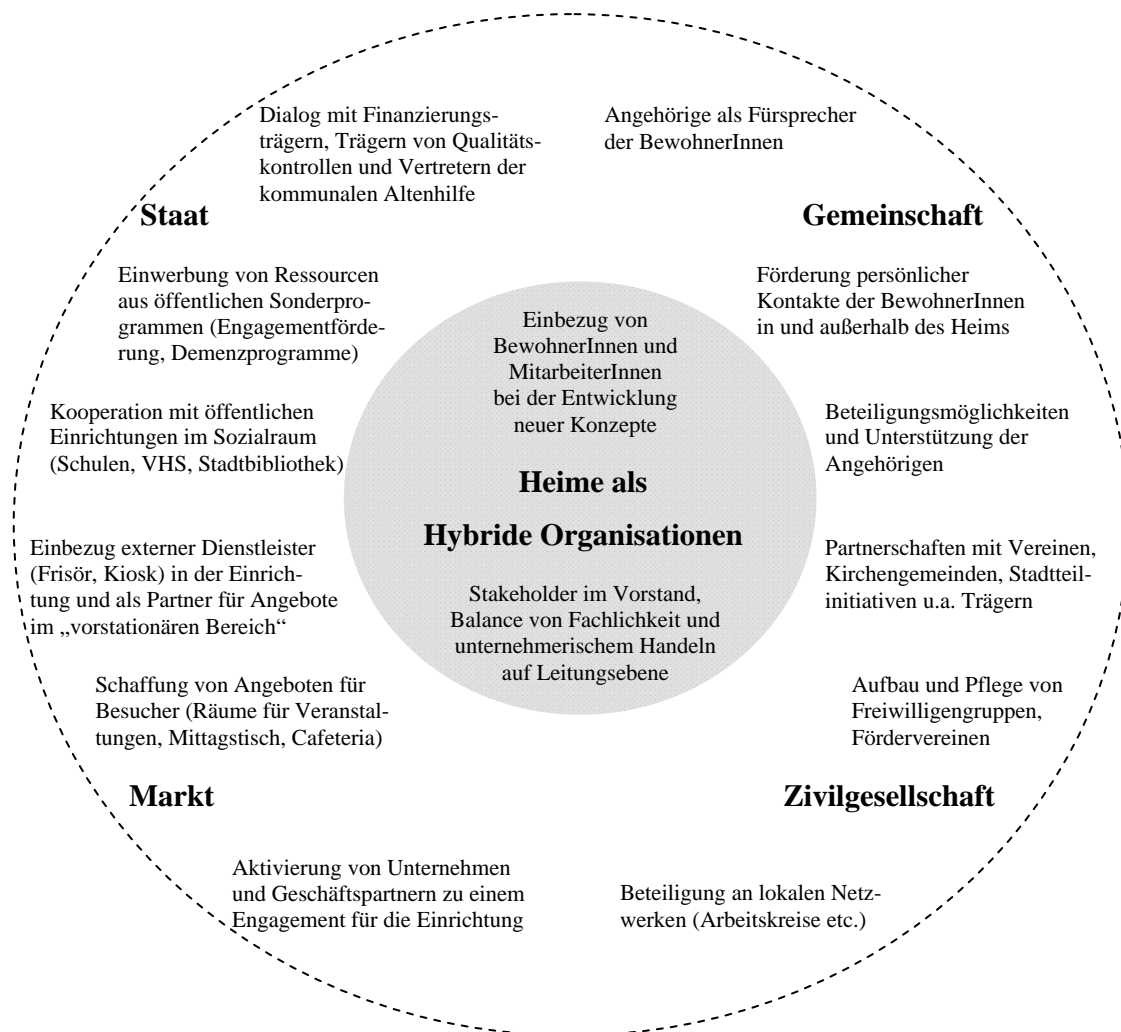 Dialog mit Finanzierungs-
trägern, Trägern von Qualitäts-
kontrollen und Vertretern der
kommunalen Altenhilfe
Angehörige als Fürsprecher
der BewohnerInnen
Staat
Gemeinschaft
Einwerbung von Ressourcen
aus öffentlichen Sonderpro-
grammen (Engagementförde-
rung, Demenzprogramme)
Förderung persönlicher
Kontakte der BewohnerInnen
in und außerhalb des Heims
Einbezug von
BewohnerInnen und
MitarbeiterInnen
bei der Entwicklung
neuer Konzepte
Kooperation mit öffentlichen
Einrichtungen im Sozialraum
(Schulen, VHS, Stadtbibliothek)
Beteiligungsmöglichkeiten
und Unterstützung der
Angehörigen
Heime als
Hybride Organisationen
Einbezug externer Dienstleister
(Frisör, Kiosk) in der Einrich-
tung und als Partner für Angebote
im „vorstationären Bereich“
Partnerschaften mit Vereinen,
Kirchengemeinden, Stadtteil-
initiativen u.a. Trägern
Stakeholder im Vorstand,
Balance von Fachlichkeit und
unternehmerischem Handeln
auf Leitungsebene
Schaffung von Angeboten für
Besucher (Räume für Veranstal-
tungen, Mittagstisch, Cafeteria)
Aufbau und Pflege von
Freiwilligengruppen,
Fördervereinen
Markt
Zivilgesellschaft
Aktivierung von Unternehmen
und Geschäftspartnern zu einem
Engagement für die Einrichtung
Beteiligung an lokalen Netz-
werken (Arbeitskreise etc.)